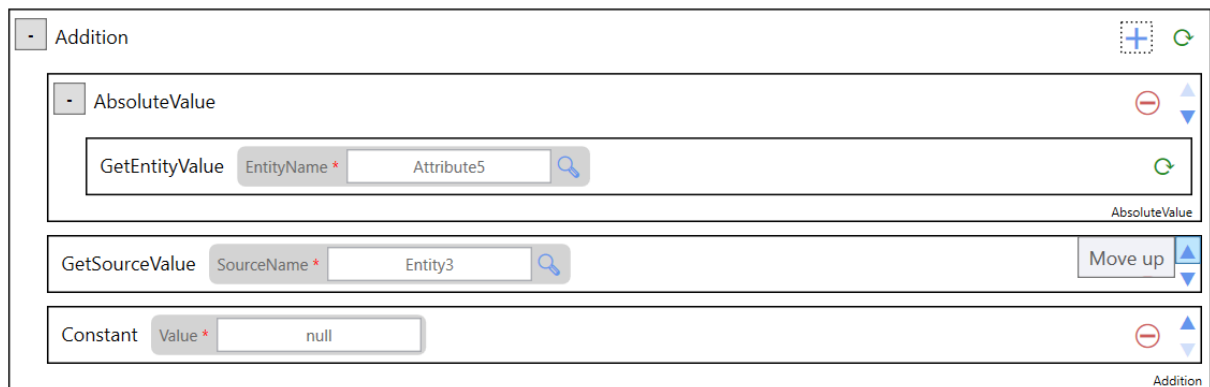 - Addition
- AbsoluteValue
GetEntityValue EntityName * Attribute5
AbsoluteValue
GetSourceValue SourceName * Entity3 Move up
Constant Value * null
Addition